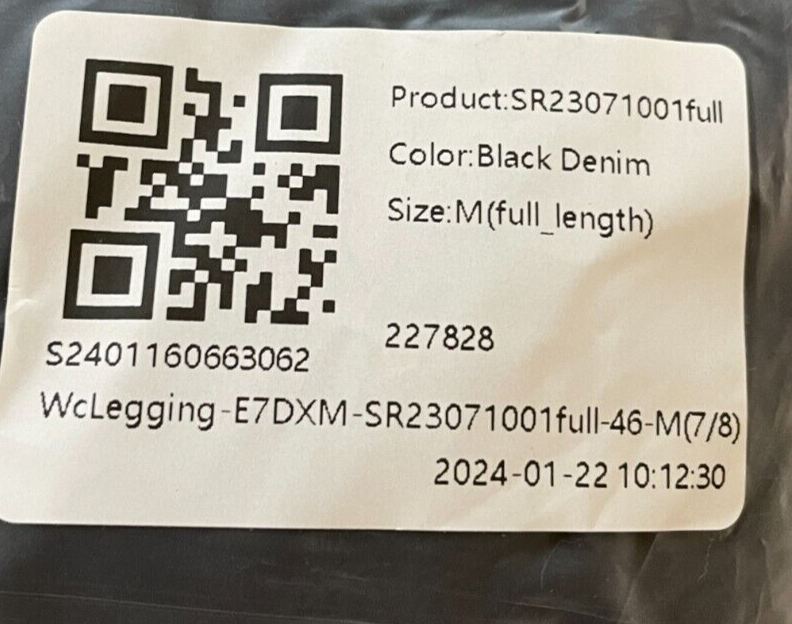 Product:SR23071001full
Color:Black Denim
Size:M(full_length)
227828
S2401160663062
WcLegging-E7DXM-SR23071001full-46-M(7/8)
2024-01-22 10:12:30